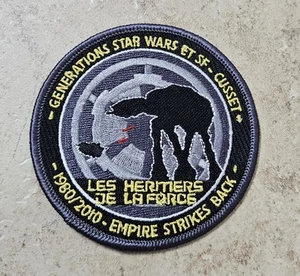 - GENERATIONS STAR WARS ET SF - CUSSET -
LES HERITIERS
DE LA FORCE
1980/2010 - EMPIRE STRIKES BACK -